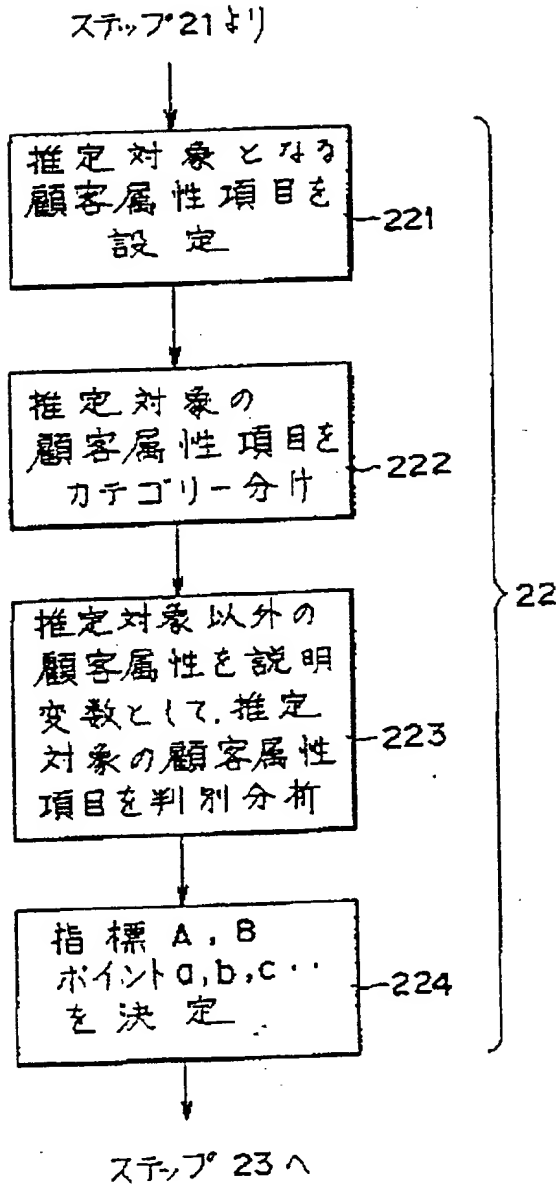 ステップ21より
推定対象となる
顧客属性項目を
設定
221
推定対象の
顧客属性項目を
カテゴリー分け
222
22
推定対象以外の
顧客属性を説明
変数として、推定
対象の顧客属性
項目を判別分析
223
指標A,B
ポイントa,b,c‥
を決定
224
ステップ23へ